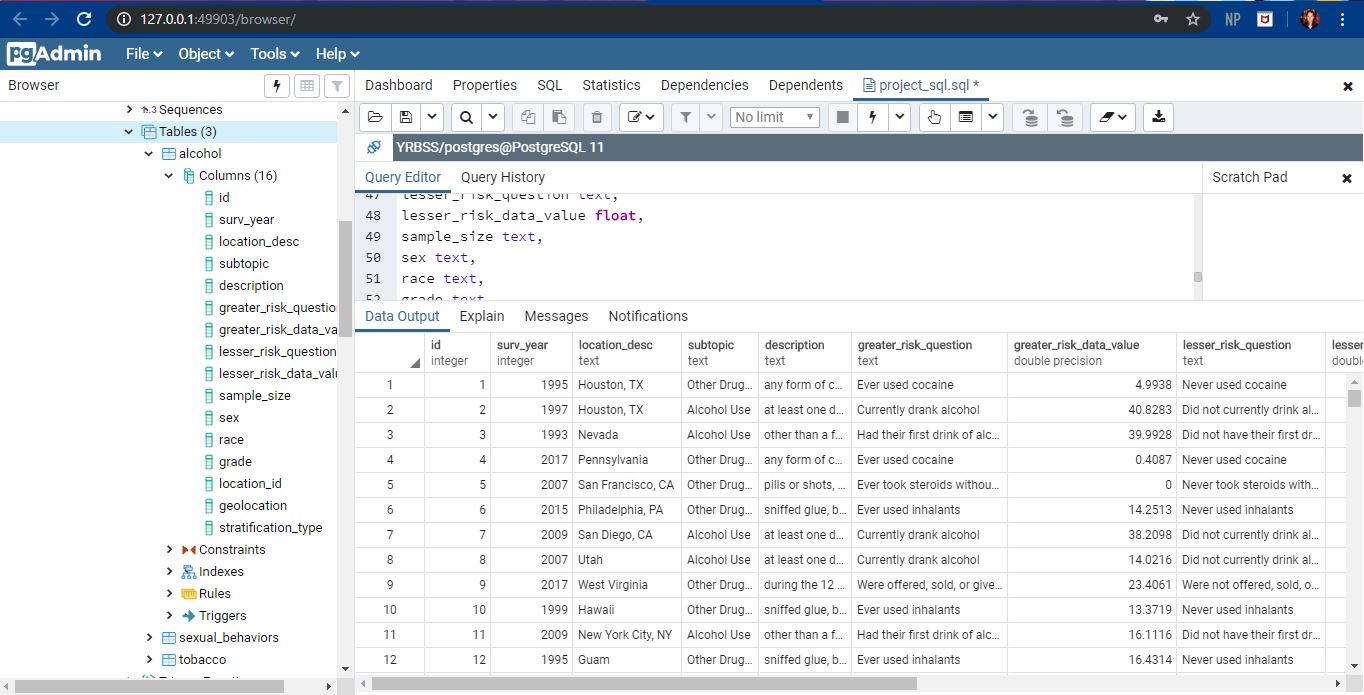 127.0.0.1:49903/browser/
NP
pgAdmin File Object Tools Help
Browser
Sequences
Tables (3)
alcohol
Columns (16)
id
surv_year
location_desc
subtopic
description
greater_risk_questio
greater_risk_data_va
lesser_risk_question
lesser_risk_data_valu
sample_size
sex
race
grade
location_id
geolocation
stratification_type
Constraints
Indexes
Rules
Triggers
sexual_behaviors
tobacco
Dashboard Properties SQL Statistics Dependencies Dependents project_sql.sql *
No limit
YRBSS/postgres@PostgreSQL 11
Query Editor Query History
Scratch Pad
47 lesser_risk_question text,
48 lesser_risk_data_value float,
49 sample_size text,
50 sex text,
51 race text,
52 grade text
Data Output Explain Messages Notifications
id surv_year location_desc subtopic description greater_risk_question greater_risk_data_value lesser_risk_question lesser
integer integer text text text text double precision text doubl
1 1 1995 Houston, TX Other Drug... any form of c... Ever used cocaine 4.9938 Never used cocaine
2 2 1997 Houston, TX Alcohol Use at least one d... Currently drank alcohol 40.8283 Did not currently drink al...
3 3 1993 Nevada Alcohol Use other than a f... Had their first drink of alc... 39.9928 Did not have their first dr...
4 4 2017 Pennsylvania Other Drug... any form of c... Ever used cocaine 0.4087 Never used cocaine
5 5 2007 San Francisco, CA Other Drug... pills or shots, ... Ever took steroids withou... 0 Never took steroids with...
6 6 2015 Philadelphia, PA Other Drug... sniffed glue, b... Ever used inhalants 14.2513 Never used inhalants
7 7 2009 San Diego, CA Alcohol Use at least one d... Currently drank alcohol 38.2098 Did not currently drink al...
8 8 2007 Utah Alcohol Use at least one d... Currently drank alcohol 14.0216 Did not currently drink al...
9 9 2017 West Virginia Other Drug... during the 12 ... Were offered, sold, or give... 23.4061 Were not offered, sold, o...
10 10 1999 Hawaii Other Drug... sniffed glue, b... Ever used inhalants 13.3719 Never used inhalants
11 11 2009 New York City, NY Alcohol Use other than a f... Had their first drink of alc... 16.1116 Did not have their first dr...
12 12 1995 Guam Other Drug... sniffed glue, b... Ever used inhalants 16.4314 Never used inhalants